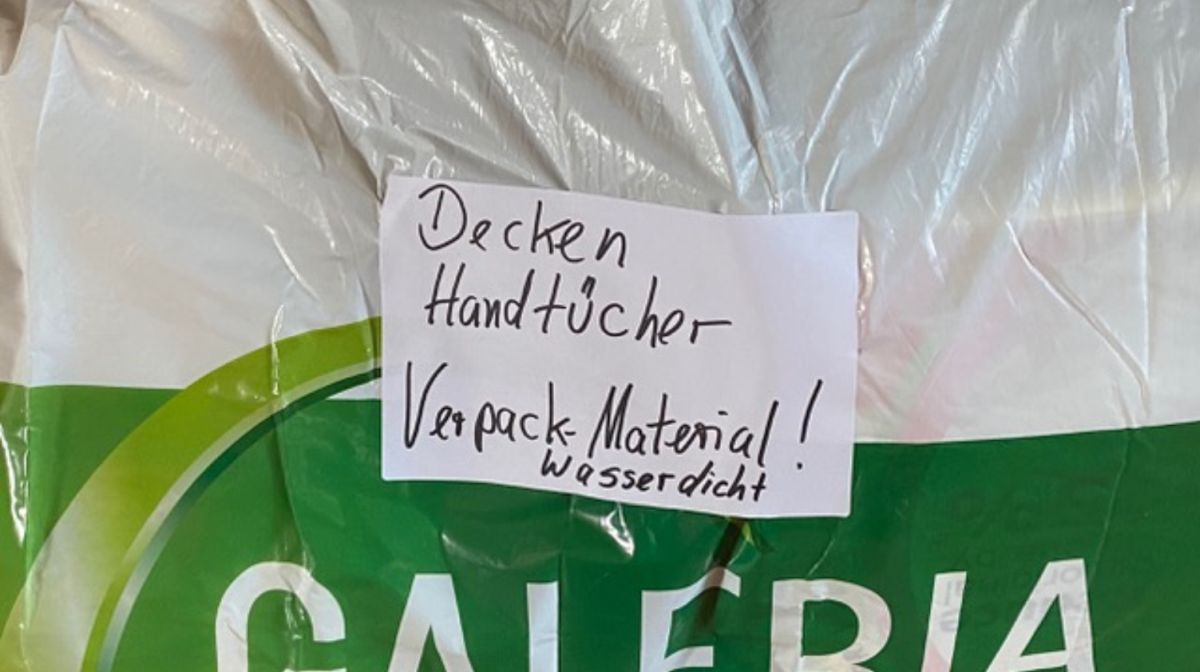 Decken
Handtücher
Verpack-Material!
wasserdicht
GALERIA